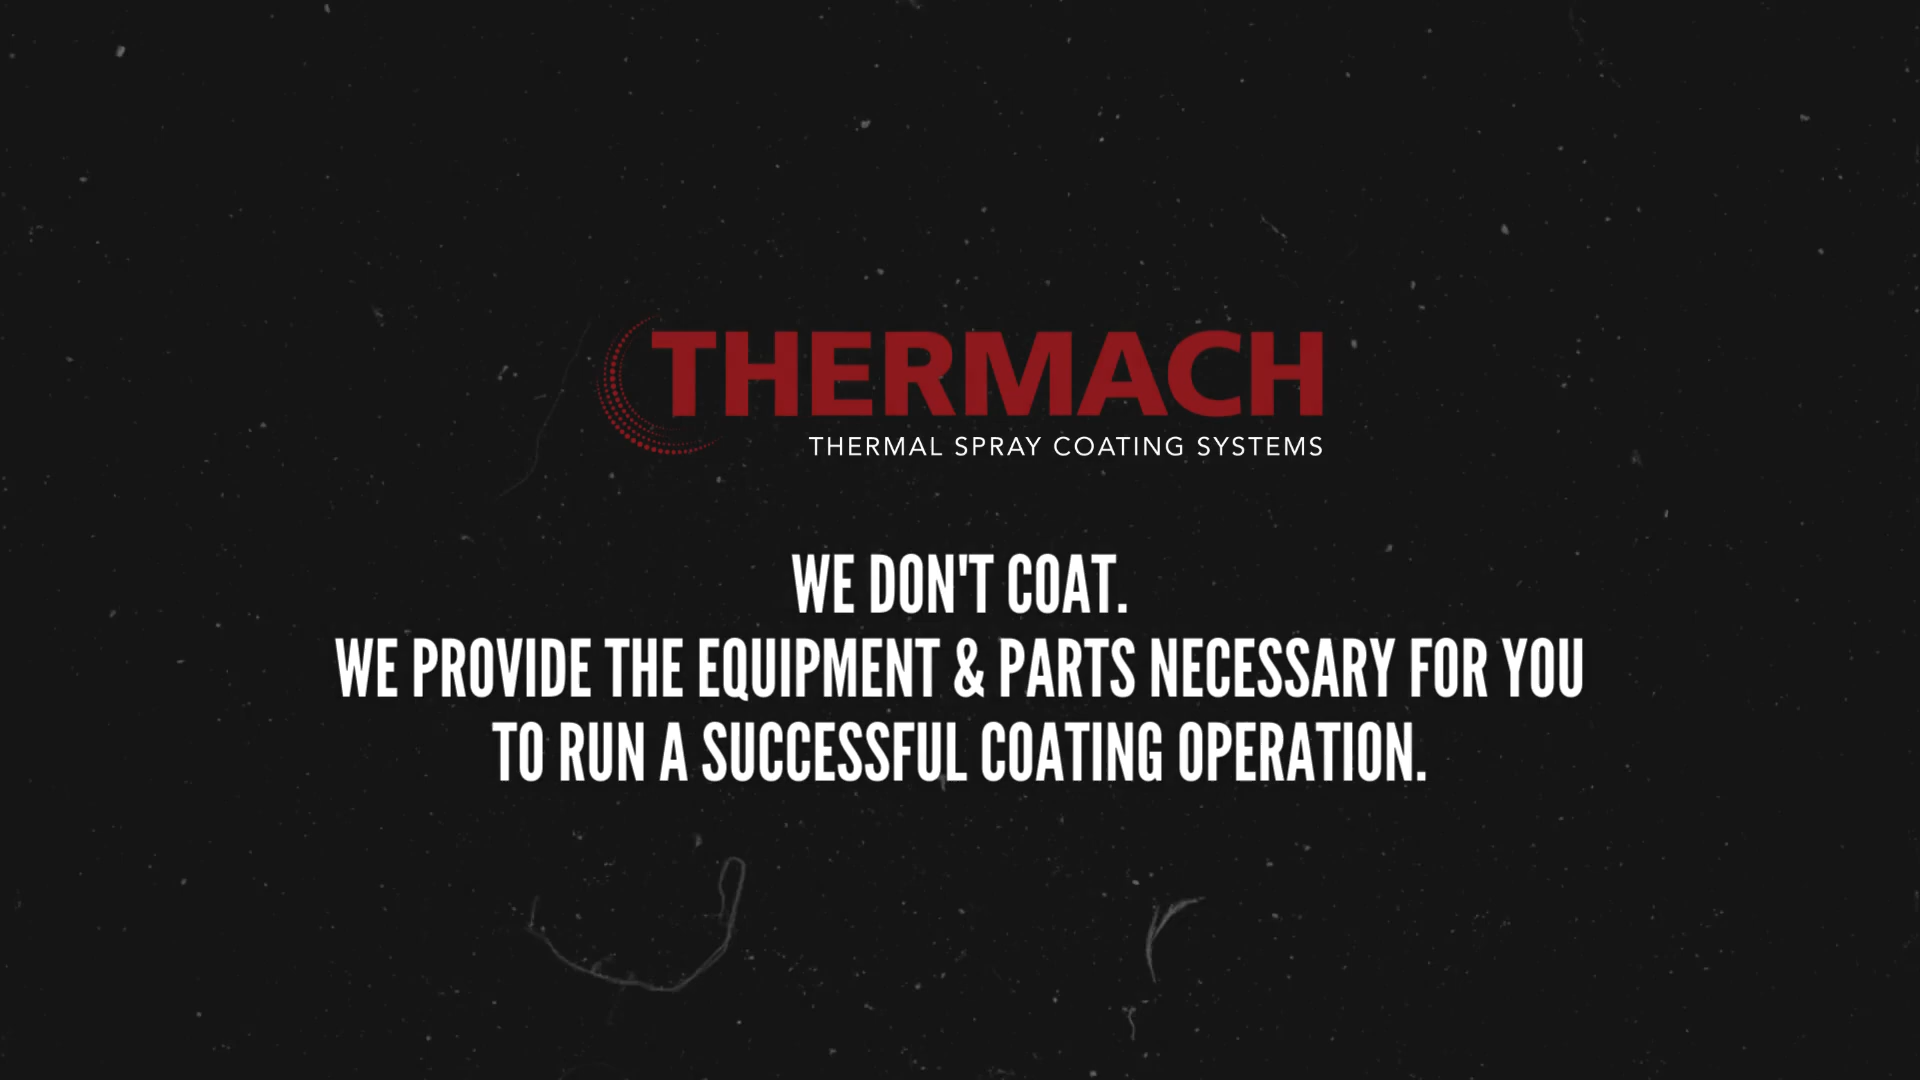 THERMACH
THERMAL SPRAY COATING SYSTEMS
WE DON'T COAT.
WE PROVIDE THE EQUIPMENT & PARTS NECESSARY FOR YOU
TO RUN A SUCCESSFUL COATING OPERATION.